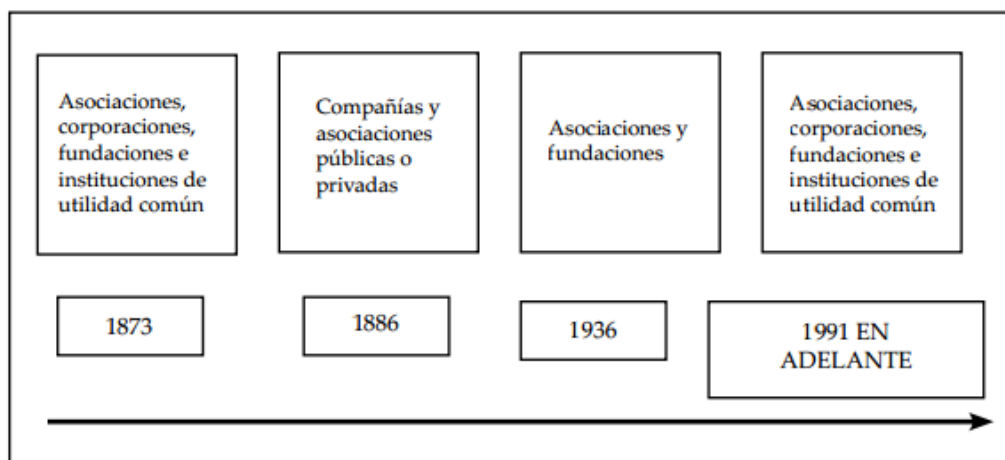 Asociaciones,
corporaciones,
fundaciones e
instituciones de
utilidad común
Compañías y
asociaciones
públicas o
privadas
Asociaciones y
fundaciones
Asociaciones,
corporaciones,
fundaciones e
instituciones de
utilidad común
1873
1886
1936
1991 EN
ADELANTE